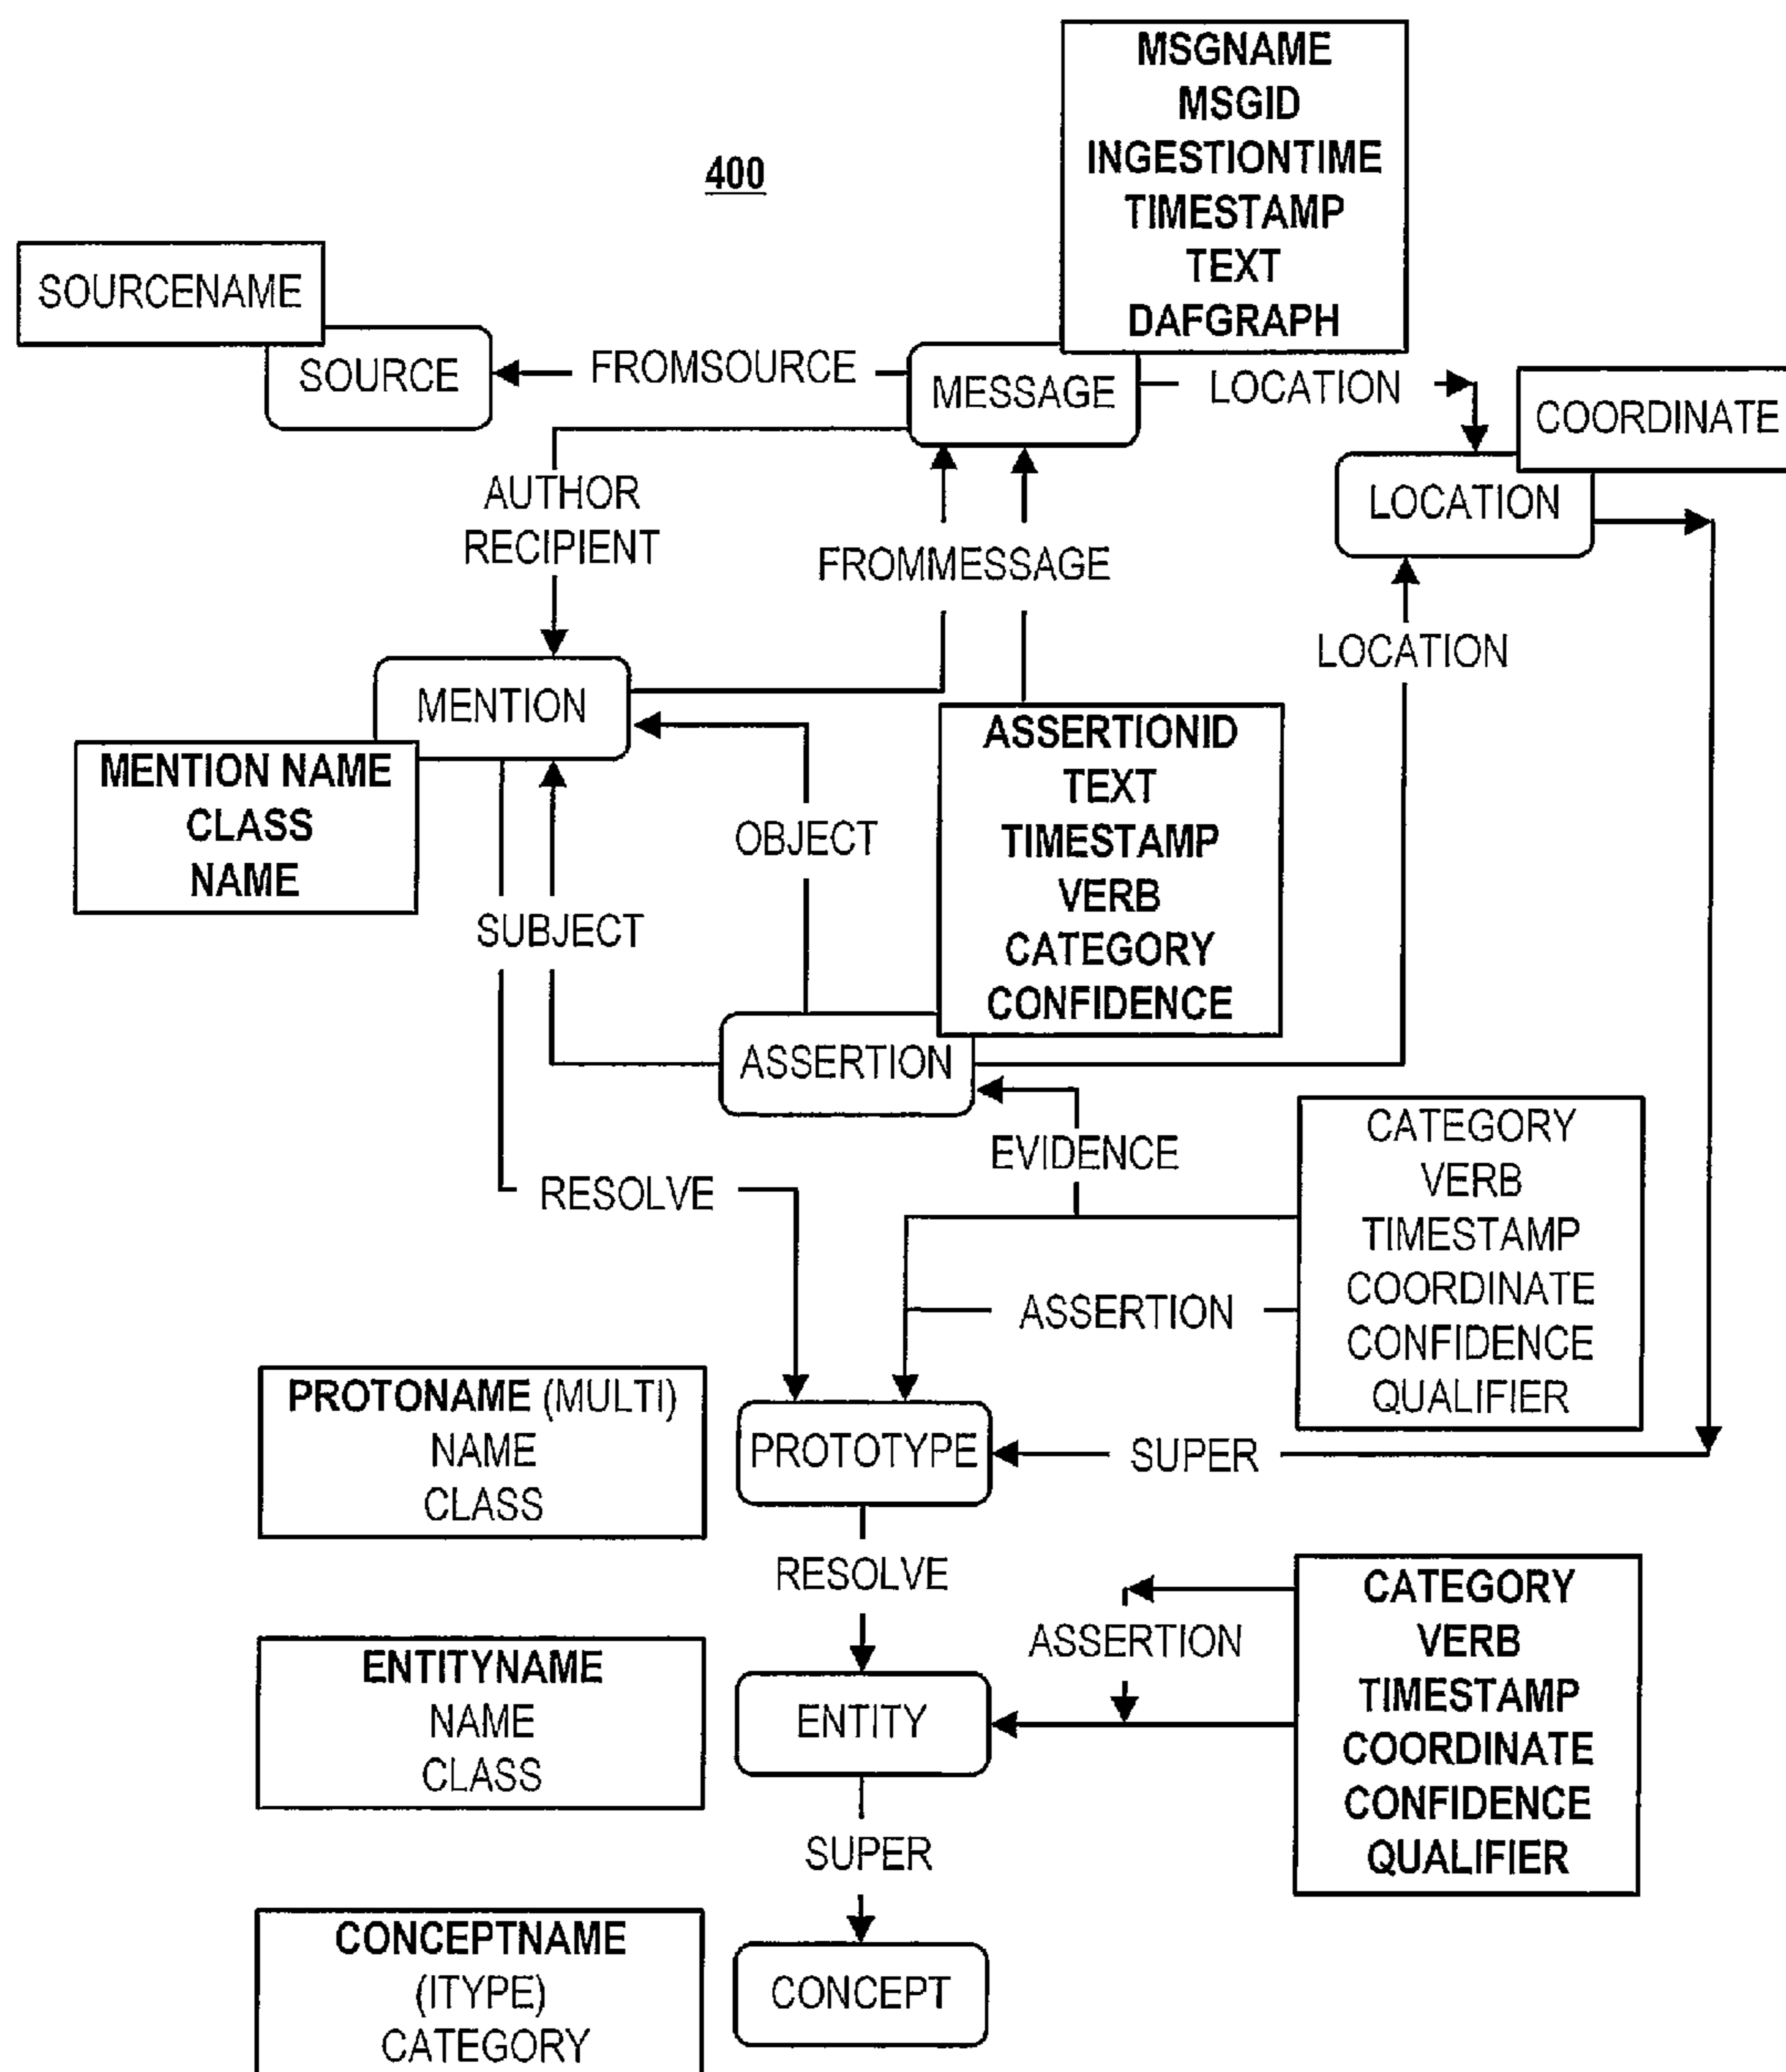 MSGNAME
MSGID
INGESTIONTIME
TIMESTAMP
TEXT
DAFGRAPH
400
SOURCENAME
SOURCE
FROMSOURCE
MESSAGE
LOCATION
COORDINATE
LOCATION
AUTHOR
RECIPIENT
FROMMESSAGE
LOCATION
MENTION
MENTION NAME
CLASS
NAME
OBJECT
SUBJECT
ASSERTIONID
TEXT
TIMESTAMP
VERB
CATEGORY
CONFIDENCE
ASSERTION
EVIDENCE
RESOLVE
CATEGORY
VERB
TIMESTAMP
COORDINATE
CONFIDENCE
QUALIFIER
ASSERTION
PROTONAME (MULTI)
NAME
CLASS
PROTOTYPE
SUPER
RESOLVE
ENTITYNAME
NAME
CLASS
ENTITY
ASSERTION
CATEGORY
VERB
TIMESTAMP
COORDINATE
CONFIDENCE
QUALIFIER
SUPER
CONCEPTNAME
(ITYPE)
CATEGORY
CONCEPT